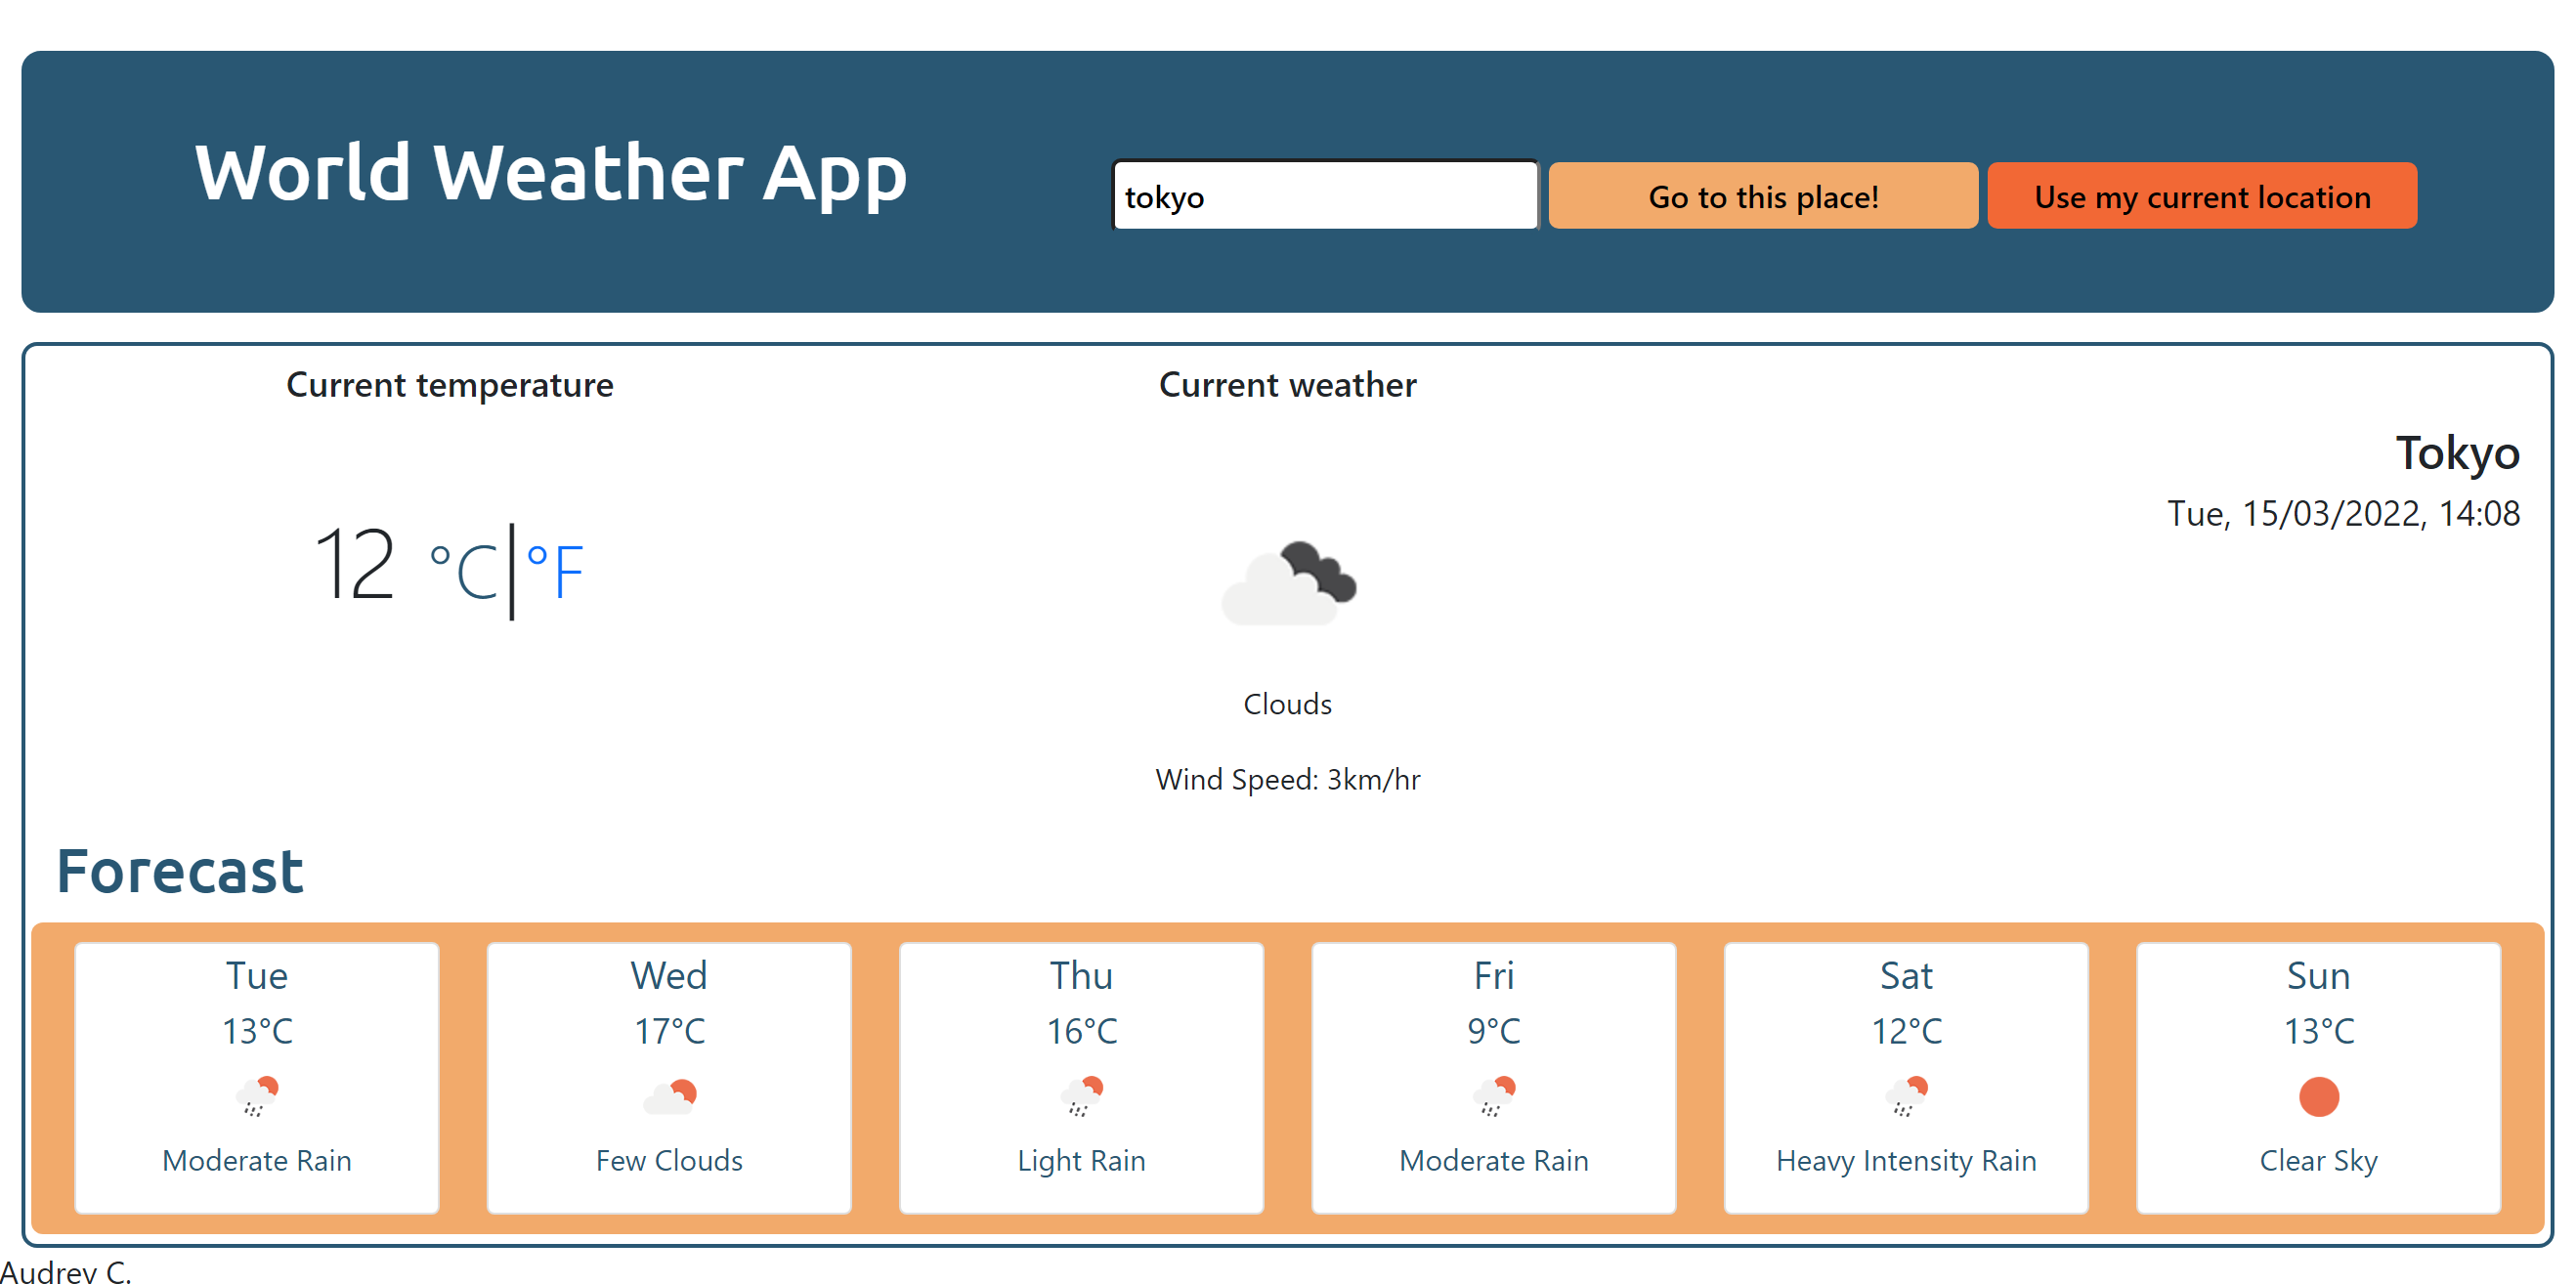 World Weather App
tokyo
Go to this place!
Use my current location
Current temperature
Current weather
Tokyo
Tue, 15/03/2022, 14:08
12 °C|°F
Clouds
Wind Speed: 3km/hr
Forecast
Tue
13°C
Moderate Rain
Wed
17°C
Few Clouds
Thu
16°C
Light Rain
Fri
9°C
Moderate Rain
Sat
12°C
Heavy Intensity Rain
Sun
13°C
Clear Sky
Audrey C.